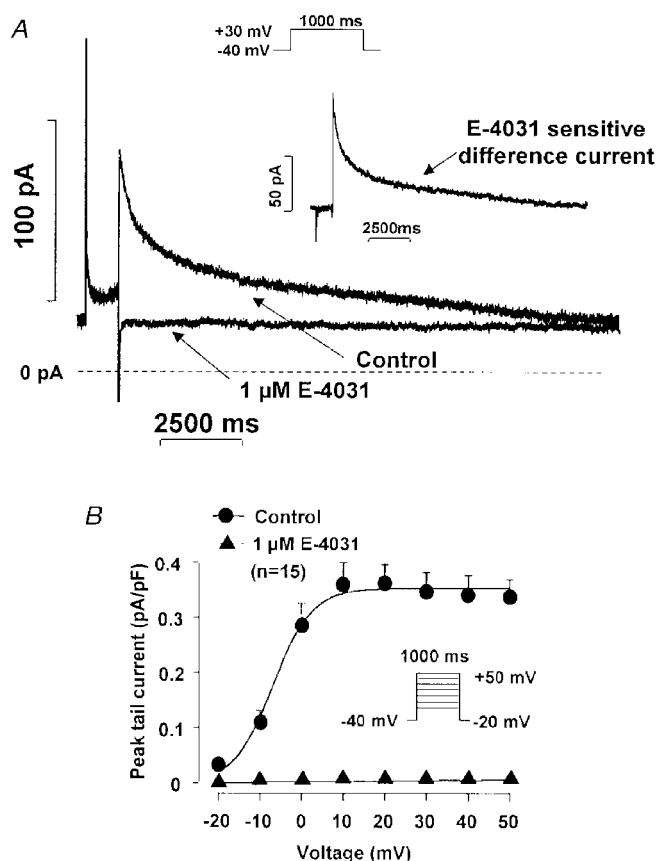 A
1000 ms
+30 mV
-40 mV
E-4031 sensitive
difference current
50 pA
2500ms
100 pA
Control
0 pA
1 µM E-4031
2500 ms
B
Control
1 µM E-4031
(n=15)
Peak tail current (pA/pF)
0.4
0.3
0.2
0.1
0
1000 ms
+50 mV
-40 mV
-20 mV
-20 -10 0 10 20 30 40 50
Voltage (mV)